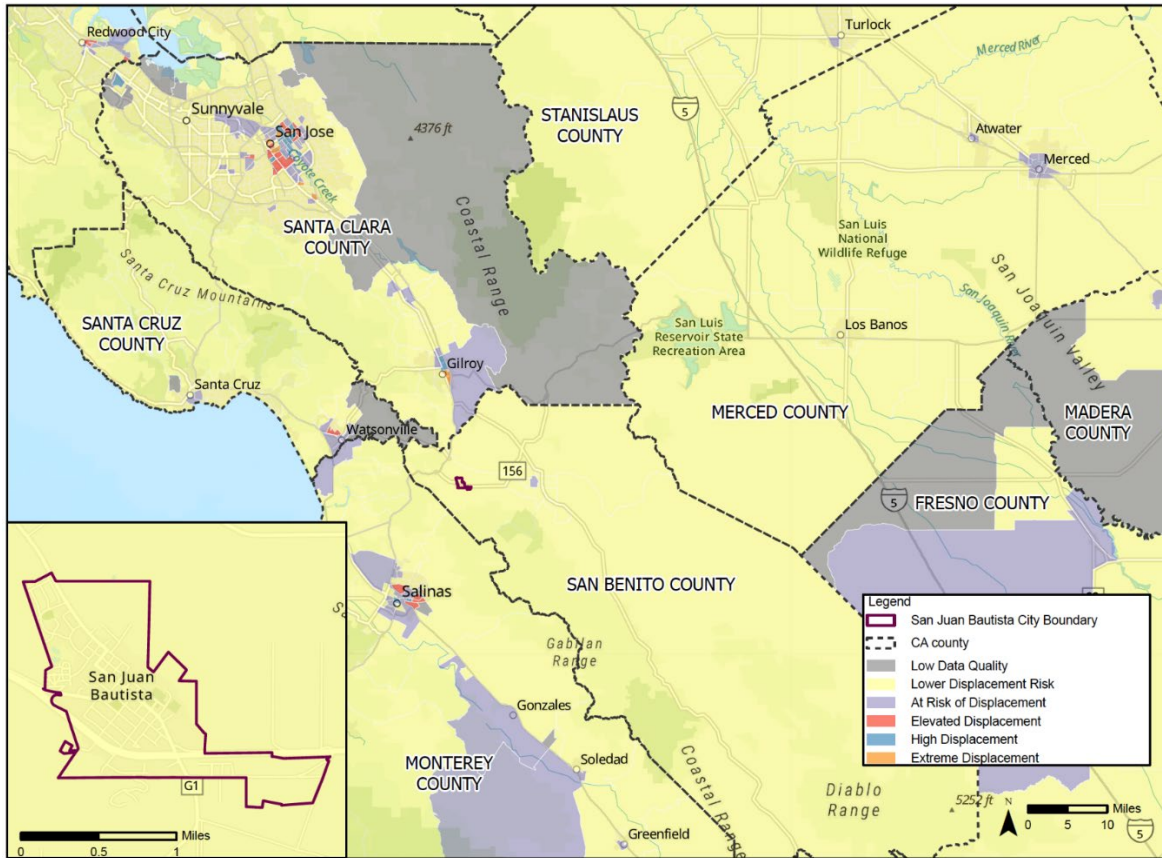 Redwood City
Turlock
Merced River
5
Sunnyvale
STANISLAUS
COUNTY
San Jose
4376 ft
Atwater
Merced
Coyote Creek
Coastal Range
SANTA CLARA
COUNTY
San Luis
National
Wildlife Refuge
Santa Cruz Mountains
San Joaquin Valley
San Joaquin River
SANTA CRUZ
COUNTY
San Luis
Reservoir State
Recreation Area
Los Banos
Gilroy
Santa Cruz
MERCED COUNTY
MADERA
COUNTY
Watsonville
156
5
FRESNO COUNTY
SAN BENITO COUNTY
Salinas
Gabilan
Range
Gonzales
MONTEREY
COUNTY
Soledad
Coastal Range
Diablo
Range
5252 ft
Greenfield
San Juan
Bautista
G1
0 0.5 1 Miles
Legend
San Juan Bautista City Boundary
CA county
Low Data Quality
Lower Displacement Risk
At Risk of Displacement
Elevated Displacement
High Displacement
Extreme Displacement
N
Miles
0 5 10
5